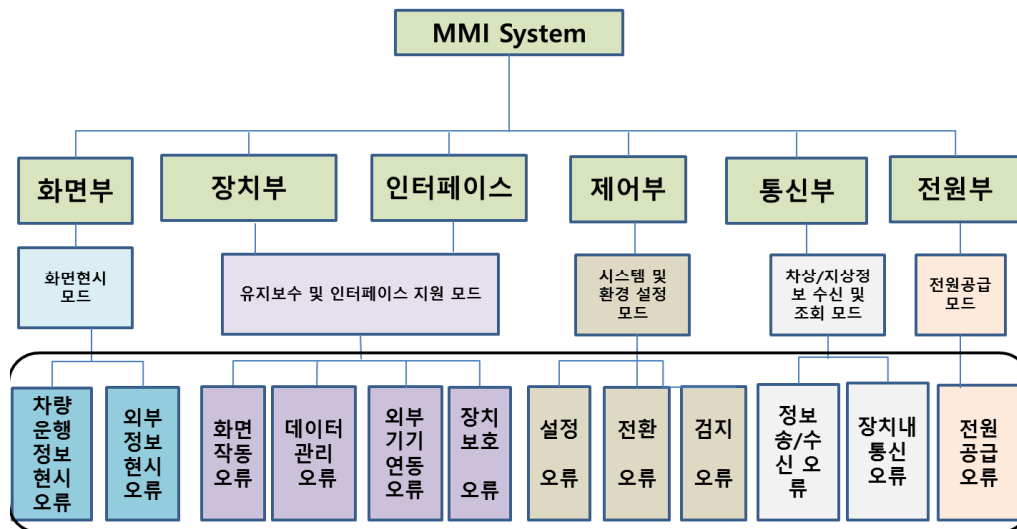 MMI System
화면부
장치부
인터페이스
제어부
통신부
전원부
화면현시
모드
유지보수 및 인터페이스 지원 모드
시스템 및
환경 설정
모드
차상/지상정
보 수신 및
조회 모드
전원공급
모드
차량
운행
정보
현시
오류
외부
정보
현시
오류
화면
작동
오류
데이터
관리
오류
외부
기기
연동
오류
장치
보호
오류
설정
오류
전환
오류
검지
오류
정보
송/수
신 오
류
장치내
통신
오류
전원
공급
오류